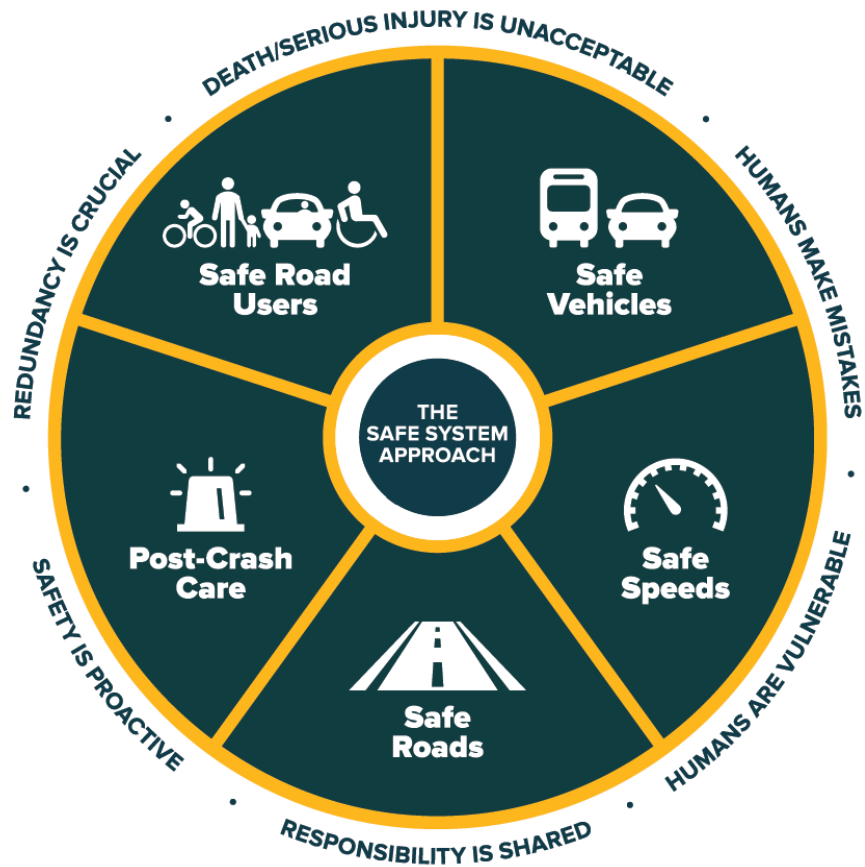 DEATH/SERIOUS INJURY IS UNACCEPTABLE
HUMANS MAKE MISTAKES
HUMANS ARE VULNERABLE
RESPONSIBILITY IS SHARED
SAFETY IS PROACTIVE
REDUNDANCY IS CRUCIAL
Safe Road
Users
Safe
Vehicles
Safe
Speeds
Safe
Roads
Post-Crash
Care
THE
SAFE SYSTEM
APPROACH